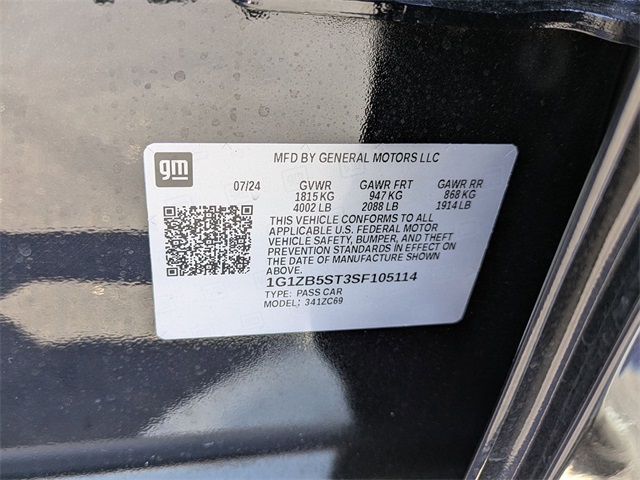 gm
MFD BY GENERAL MOTORS LLC
07/24 GVWR GAWR FRT GAWR RR
1815 KG 947 KG 868 KG
4002 LB 2088 LB 1914 LB
THIS VEHICLE CONFORMS TO ALL
APPLICABLE U.S. FEDERAL MOTOR
VEHICLE SAFETY, BUMPER, AND THEFT
PREVENTION STANDARDS IN EFFECT ON
THE DATE OF MANUFACTURE SHOWN
ABOVE.
1G1ZB5ST3SF105114
TYPE: PASS CAR
MODEL: 341ZC69